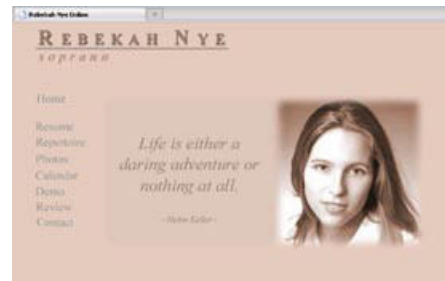 Rebekah Nye Online
REBEKAH NYE
soprano
Home
Resume
Repertoire
Photos
Calendar
Demo
Review
Contact
Life is either a
daring adventure or
nothing at all.
- Helen Keller -